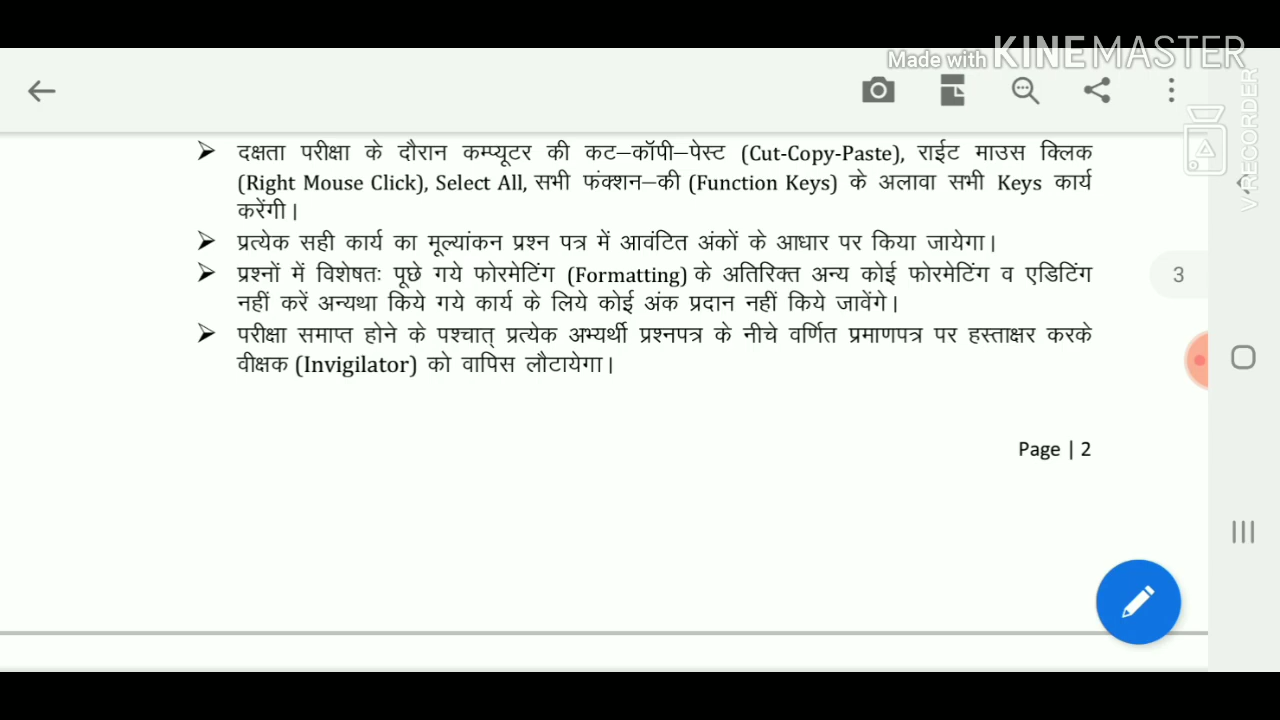 Made with KINEMASTER
VRECORDER
दक्षता परीक्षा के दौरान कम्प्यूटर की कट–कॉपी–पेस्ट (Cut-Copy-Paste), राईट माउस क्लिक
(Right Mouse Click), Select All, सभी फंक्शन–की (Function Keys) के अलावा सभी Keys कार्य
करेंगी।
प्रत्येक सही कार्य का मूल्यांकन प्रश्न पत्र में आवंटित अंकों के आधार पर किया जायेगा।
प्रश्नों में विशेषतः पूछे गये फोरमेटिंग (Formatting) के अतिरिक्त अन्य कोई फोरमेटिंग व एडिटिंग
3
नहीं करें अन्यथा किये गये कार्य के लिये कोई अंक प्रदान नहीं किये जावेंगे।
परीक्षा समाप्त होने के पश्चात् प्रत्येक अभ्यर्थी प्रश्नपत्र के नीचे वर्णित प्रमाणपत्र पर हस्ताक्षर करके
वीक्षक (Invigilator) को वापिस लौटायेगा।
Page | 2